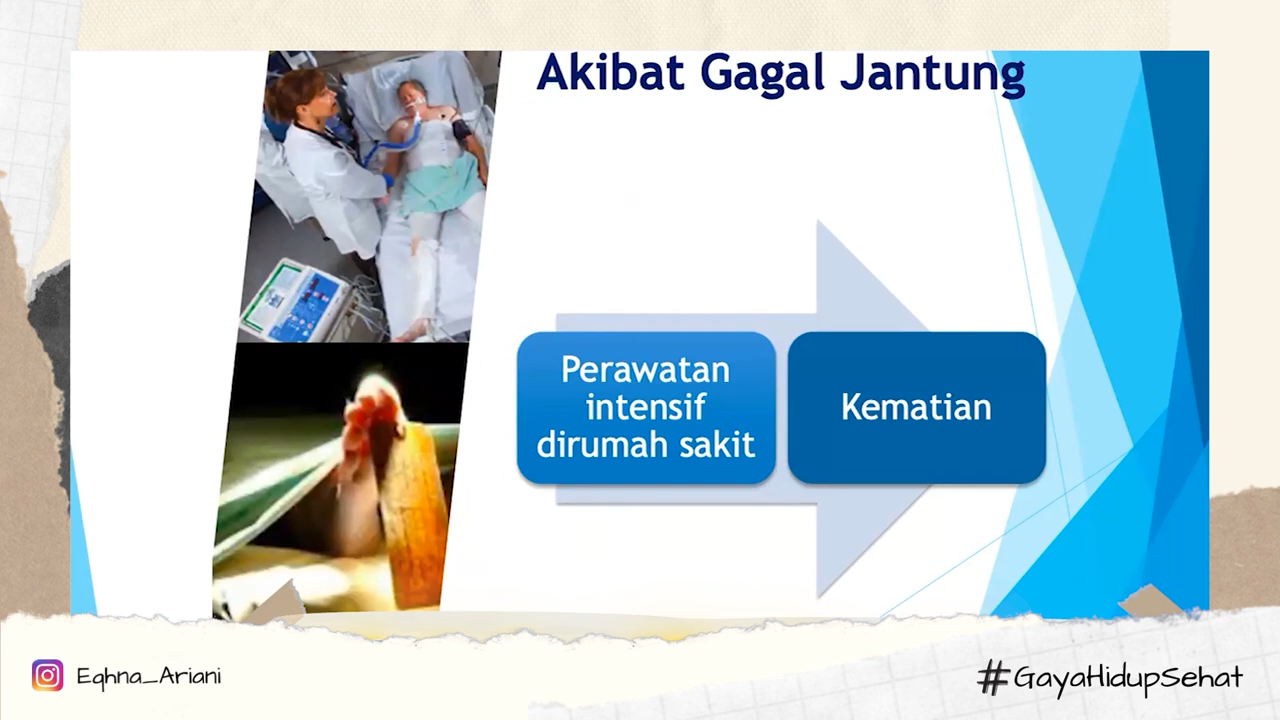 Akibat Gagal Jantung
Perawatan
intensif
dirumah sakit
Kematian
Eqhna_Ariani
#GayaHidupSehat